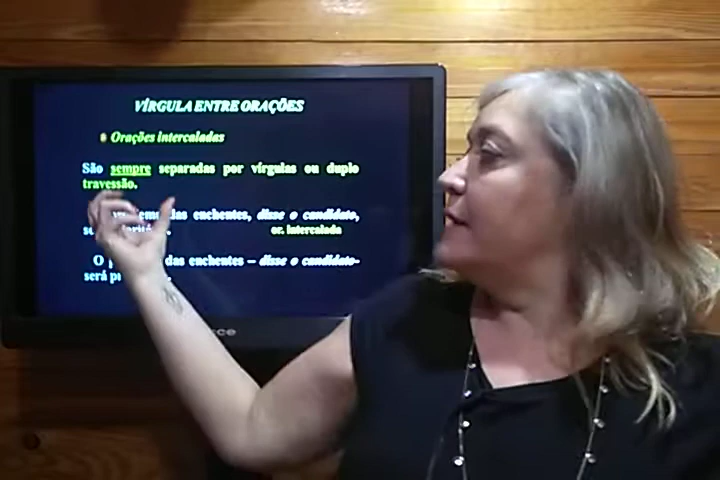 VÍRGULA ENTRE ORAÇÕES
Orações intercaladas
São sempre separadas por vírgulas ou duplo
travessão.
das enchentes, disse o candidato,
or. intercalada
O das enchentes – disse o candidato-
será